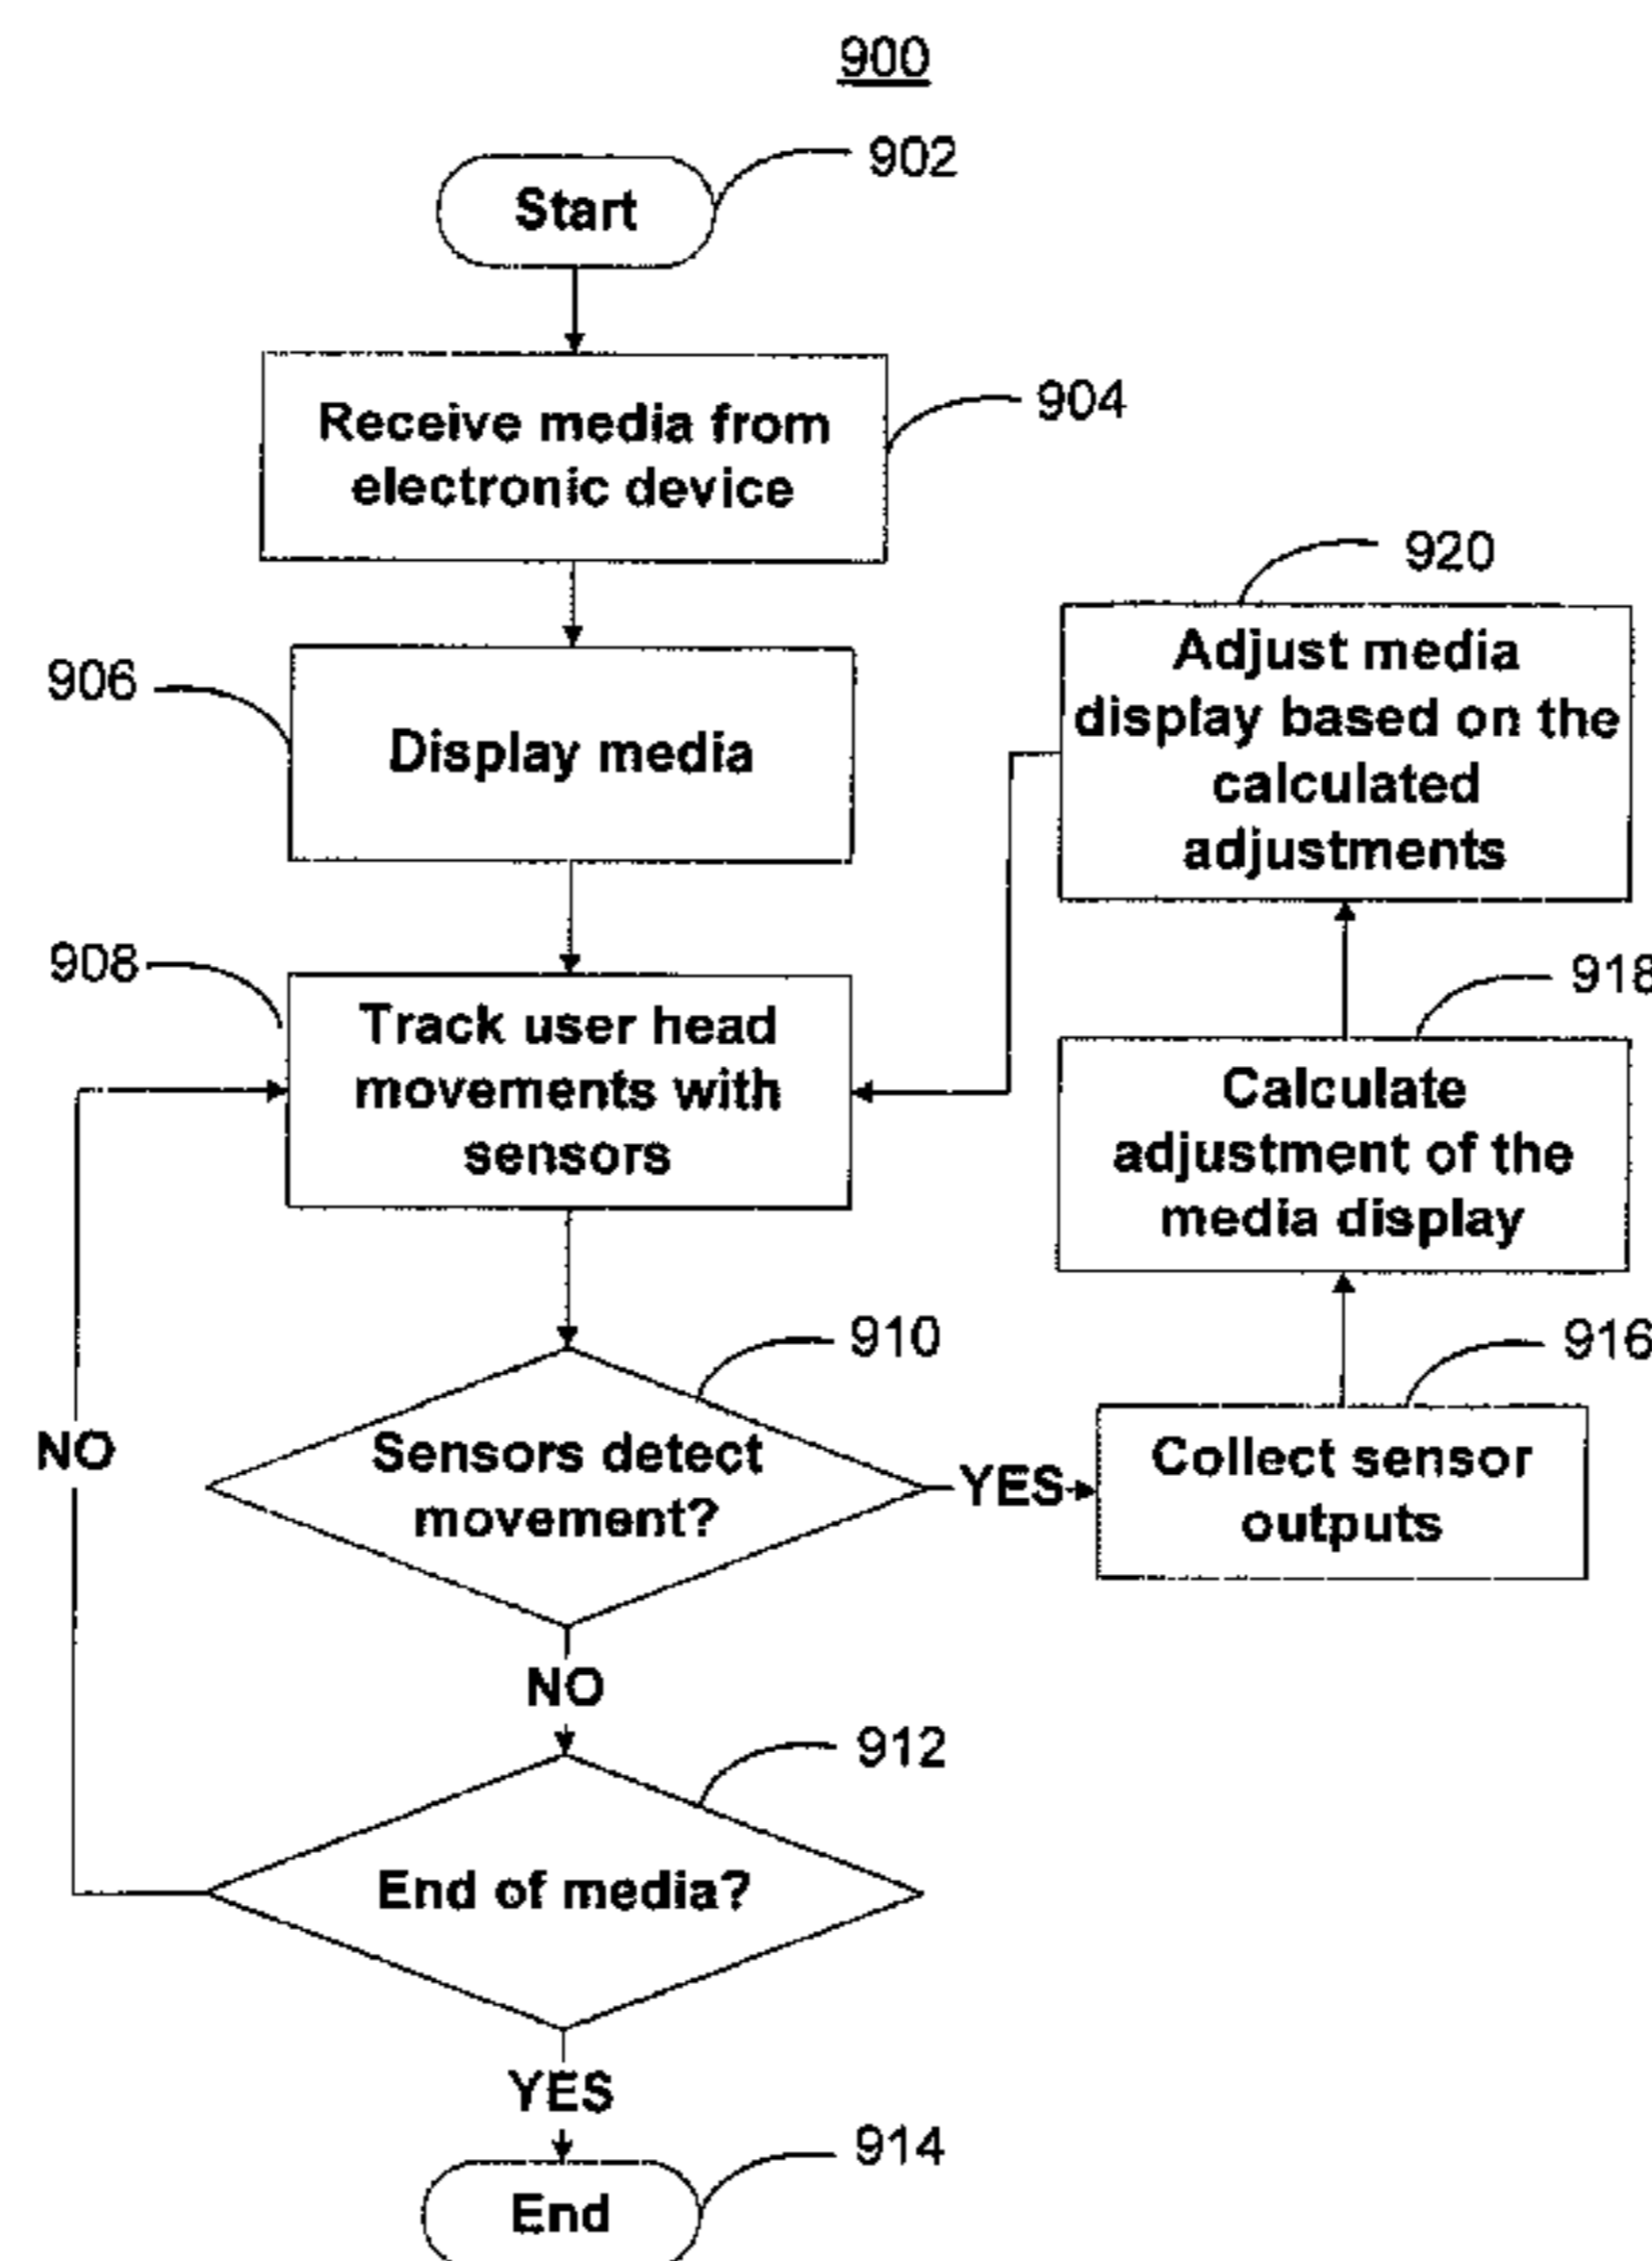 900
902
Start
904
Receive media from
electronic device
906
Display media
908
Track user head
movements with
sensors
910
Sensors detect
movement?
YES
NO
912
End of media?
NO
YES
914
End
916
Collect sensor
outputs
918
Calculate
adjustment of the
media display
920
Adjust media
display based on the
calculated
adjustments